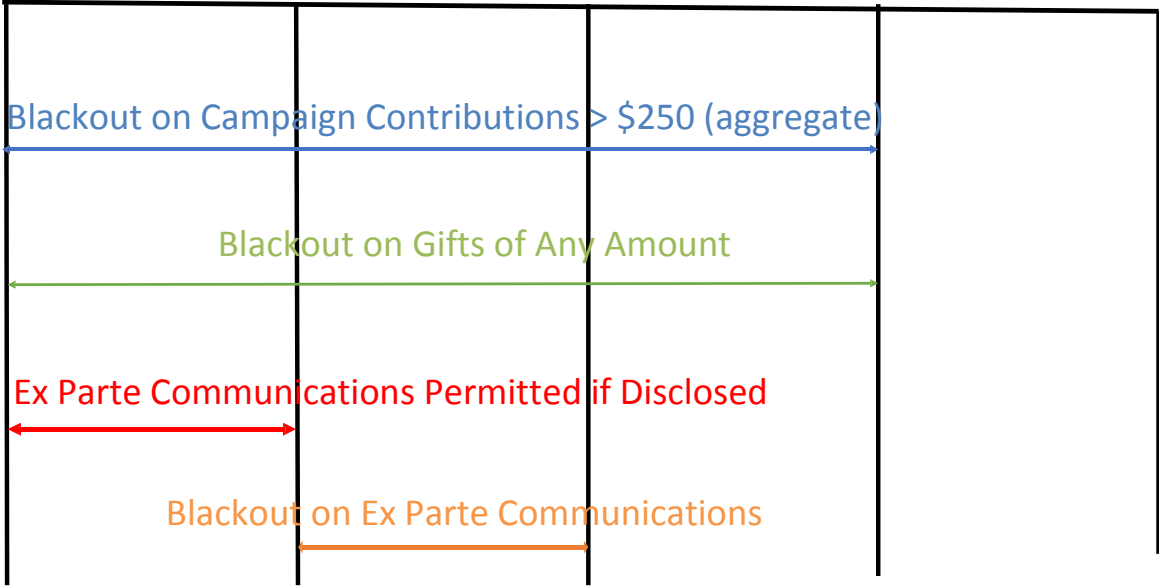 Blackout on Campaign Contributions > $250 (aggregate)
Blackout on Gifts of Any Amount
Ex Parte Communications Permitted if Disclosed
Blackout on Ex Parte Communications